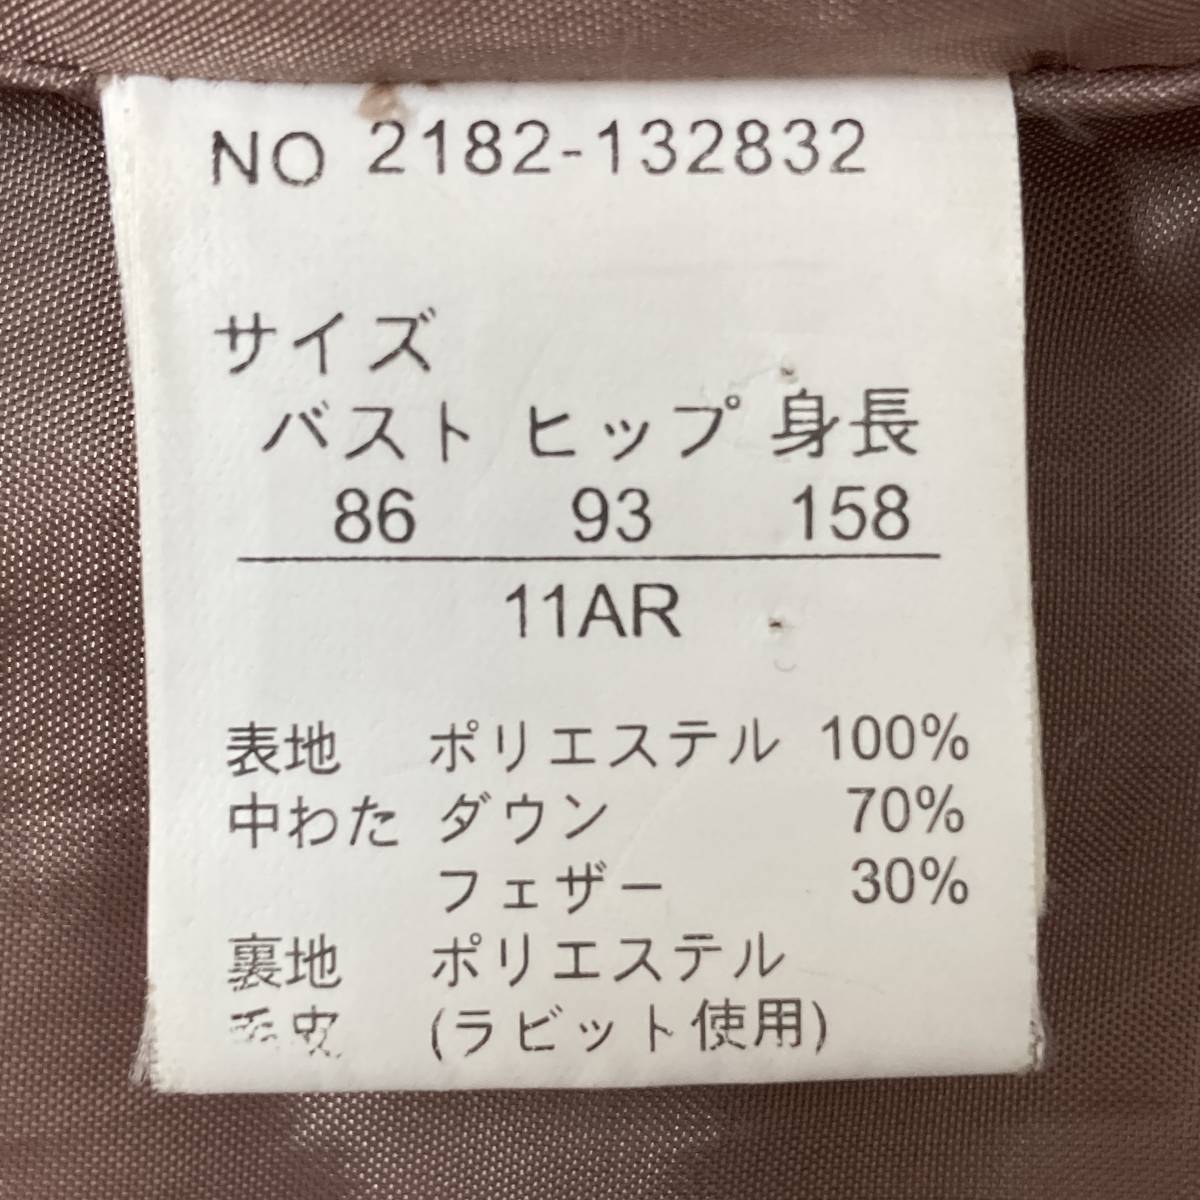 NO 2182-132832
サイズ
バスト ヒップ 身長
86 93 158
11AR
表地 ポリエステル 100%
中わた ダウン 70%
フェザー 30%
裏地 ポリエステル
毛皮 (ラビット使用)